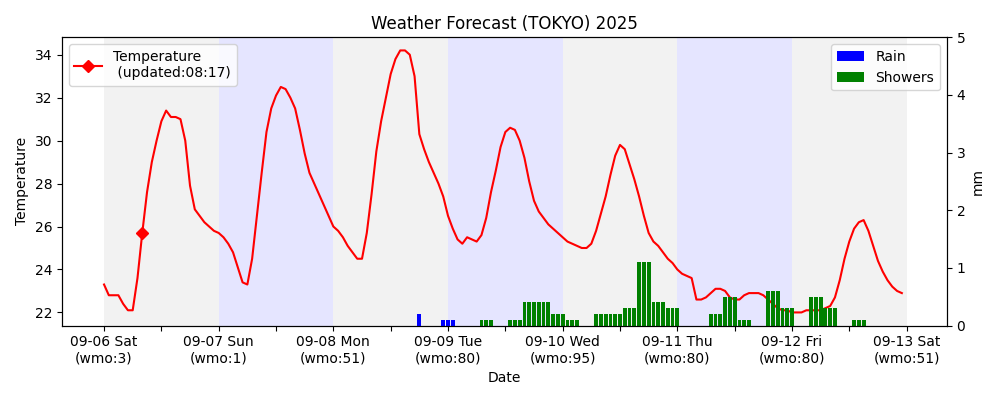 Weather Forecast (TOKYO) 2025
Temperature
(updated:08:17)
Rain
Showers
34
32
30
28
26
24
22
Temperature
5
4
3
2
1
0
mm
09-06 Sat
(wmo:3)
09-07 Sun
(wmo:1)
09-08 Mon
(wmo:51)
09-09 Tue
(wmo:80)
09-10 Wed
(wmo:95)
09-11 Thu
(wmo:80)
09-12 Fri
(wmo:80)
09-13 Sat
(wmo:51)
Date